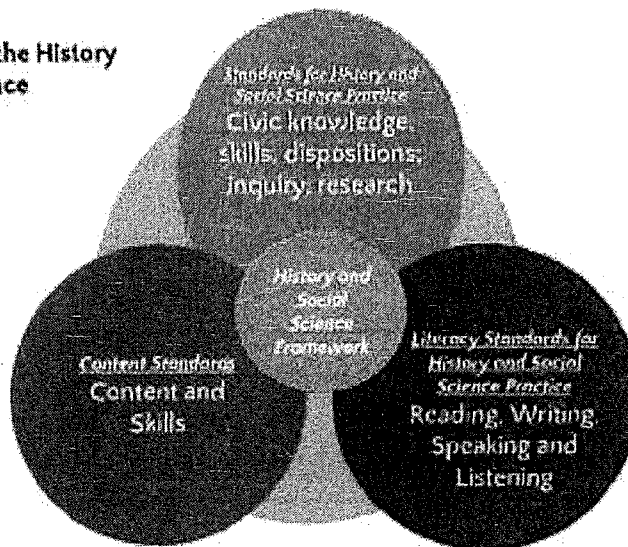 the History
nce
Standards for History and
Social Science Practice
Civic knowledge,
skills, dispositions;
inquiry, research
History and
Social
Science
Framework
Content Standards
Content and
Skills
Literacy Standards for
History and Social
Science Practice
Reading, Writing,
Speaking and
Listening